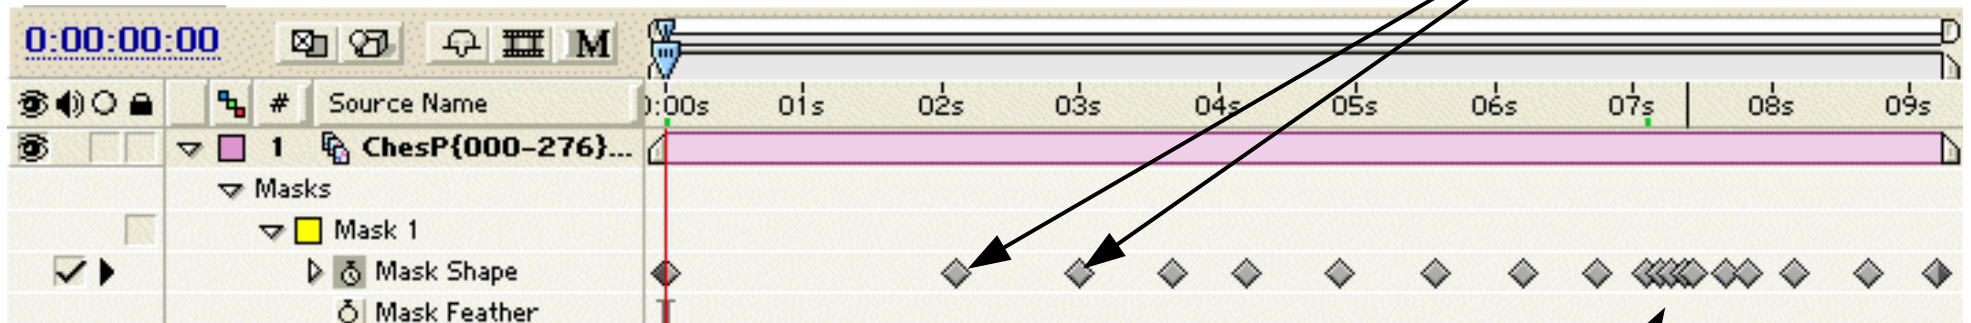 0:00:00:00 M
# Source Name ):00s 01s 02s 03s 04s 05s 06s 07s 08s 09s
1 ChesP{000-276}...
Masks
Mask 1
Mask Shape
Mask Feather